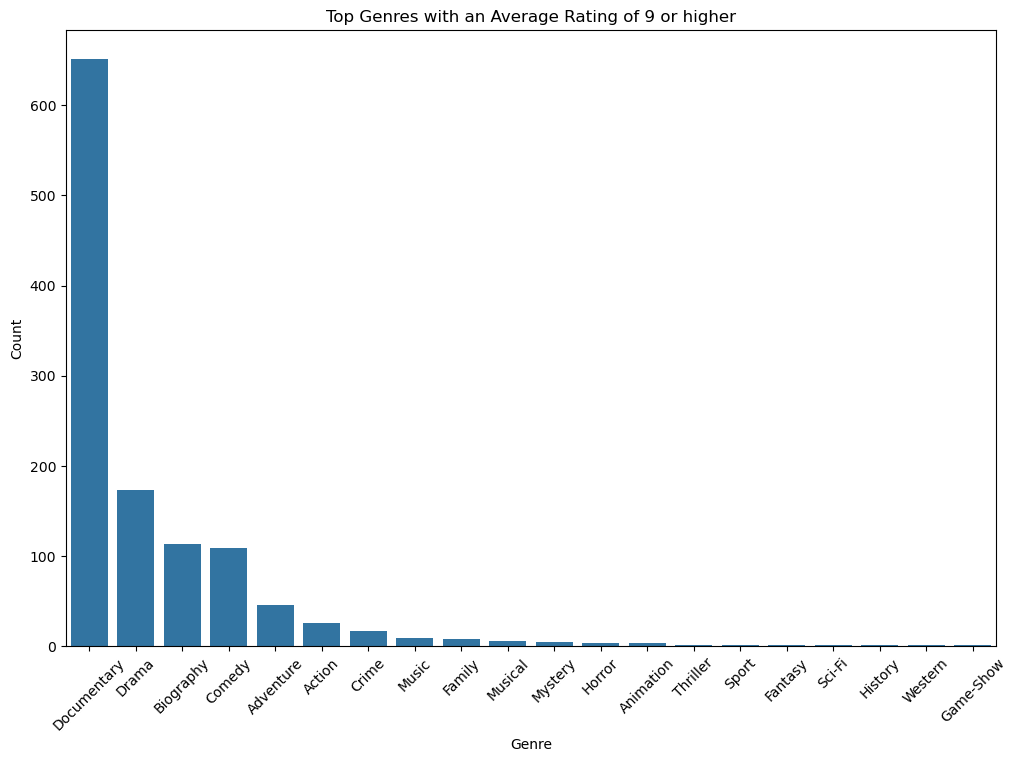 Top Genres with an Average Rating of 9 or higher
Count
600
500
400
300
200
100
0
Documentary
Drama
Biography
Comedy
Adventure
Action
Crime
Music
Family
Musical
Mystery
Horror
Animation
Thriller
Sport
Fantasy
Sci-Fi
History
Western
Game-Show
Genre